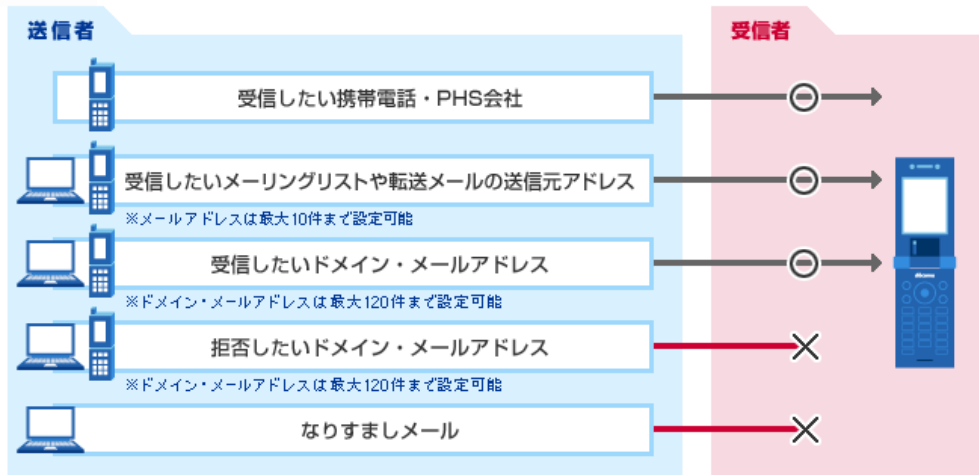 送信者
受信者
受信したい携帯電話・PHS会社
受信したいメーリングリストや転送メールの送信元アドレス
※メールアドレスは最大10件まで設定可能
受信したいドメイン・メールアドレス
※ドメイン・メールアドレスは最大120件まで設定可能
拒否したいドメイン・メールアドレス
※ドメイン・メールアドレスは最大120件まで設定可能
なりすましメール
döcomo